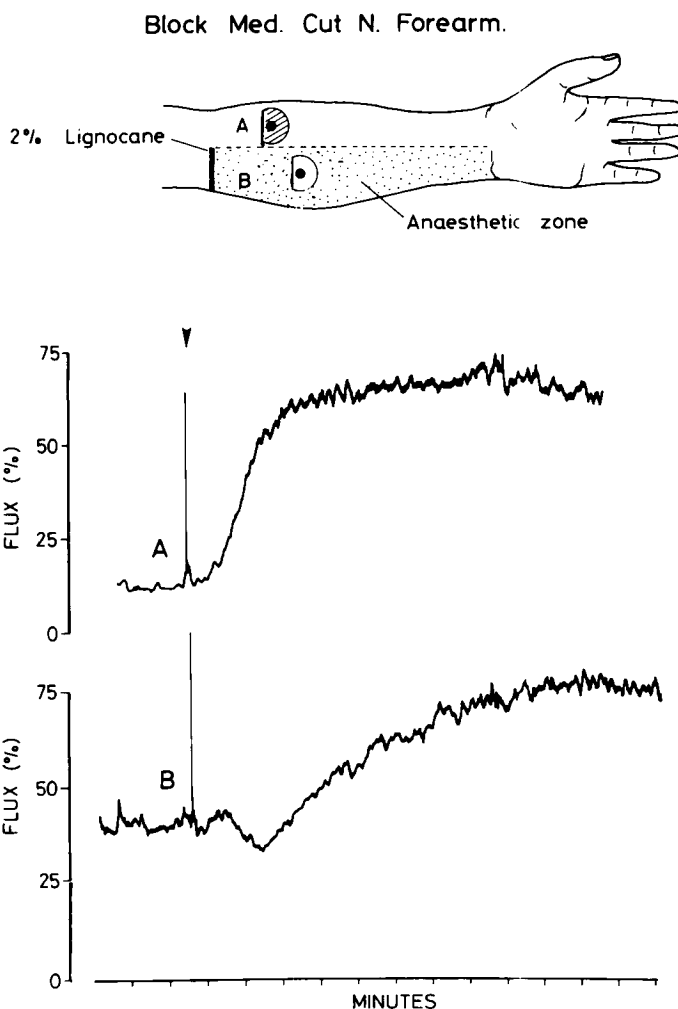 Block Med. Cut N. Forearm.
A
2% Lignocane
B
Anaesthetic zone
75
50
25
0
FLUX (%)
A
75
50
25
0
FLUX (%)
B
MINUTES